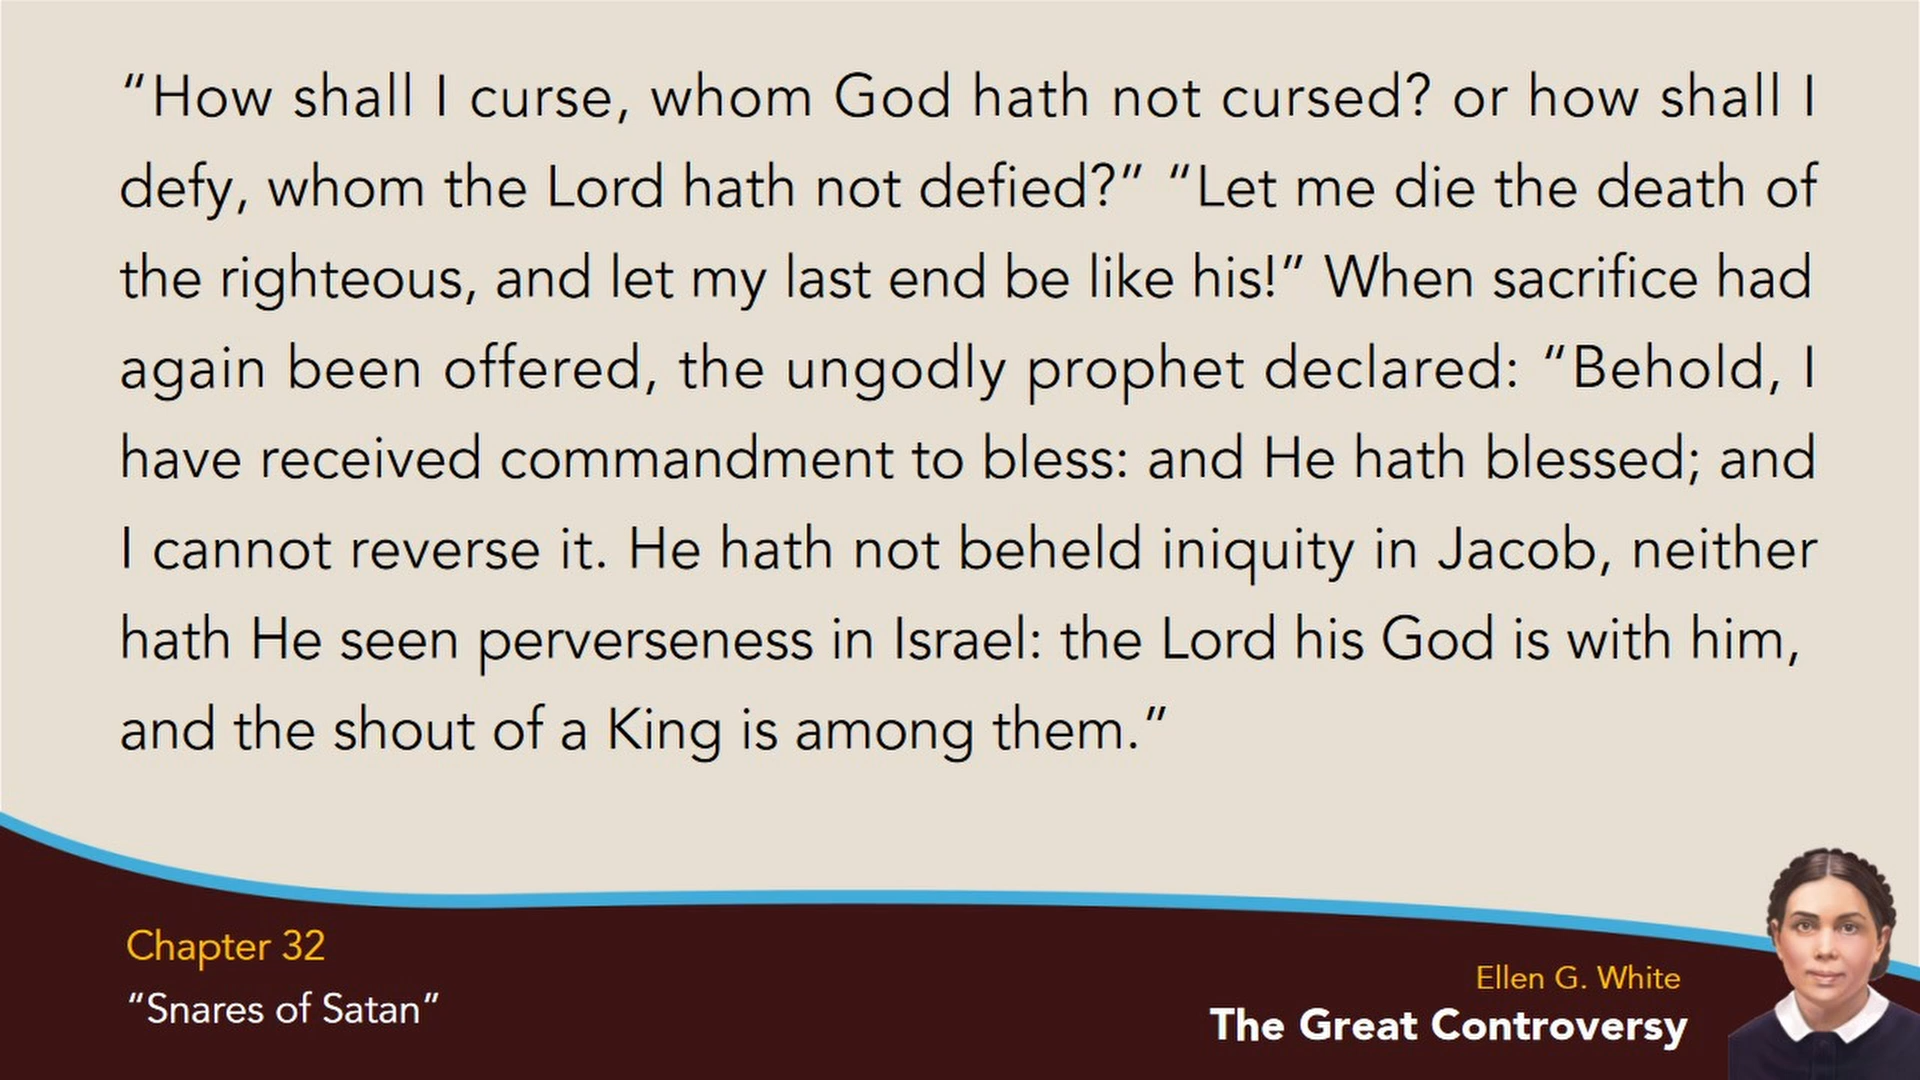 “How shall I curse, whom God hath not cursed? or how shall I
defy, whom the Lord hath not defied?” “Let me die the death of
the righteous, and let my last end be like his!” When sacrifice had
again been offered, the ungodly prophet declared: “Behold, I
have received commandment to bless: and He hath blessed; and
I cannot reverse it. He hath not beheld iniquity in Jacob, neither
hath He seen perverseness in Israel: the Lord his God is with him,
and the shout of a King is among them.”
Chapter 32
“Snares of Satan”
Ellen G. White
The Great Controversy